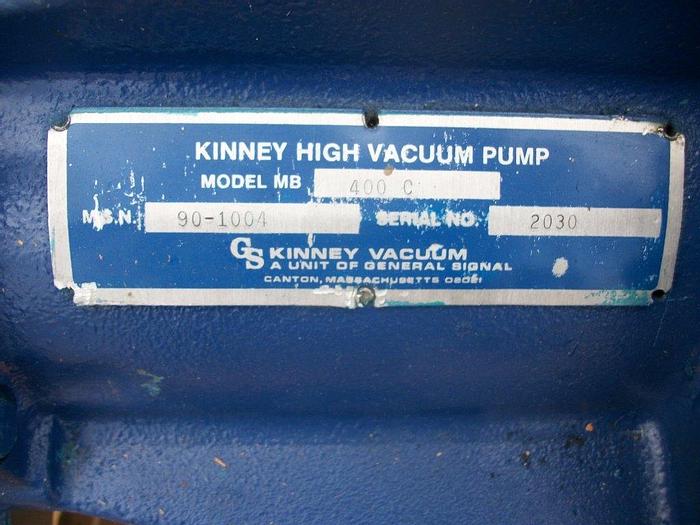 KINNEY HIGH VACUUM PUMP
MODEL MB 400 C
M.S.N. 90-1004 SERIAL NO. 2030
GS KINNEY VACUUM
A UNIT OF GENERAL SIGNAL
CANTON, MASSACHUSETTS 02021